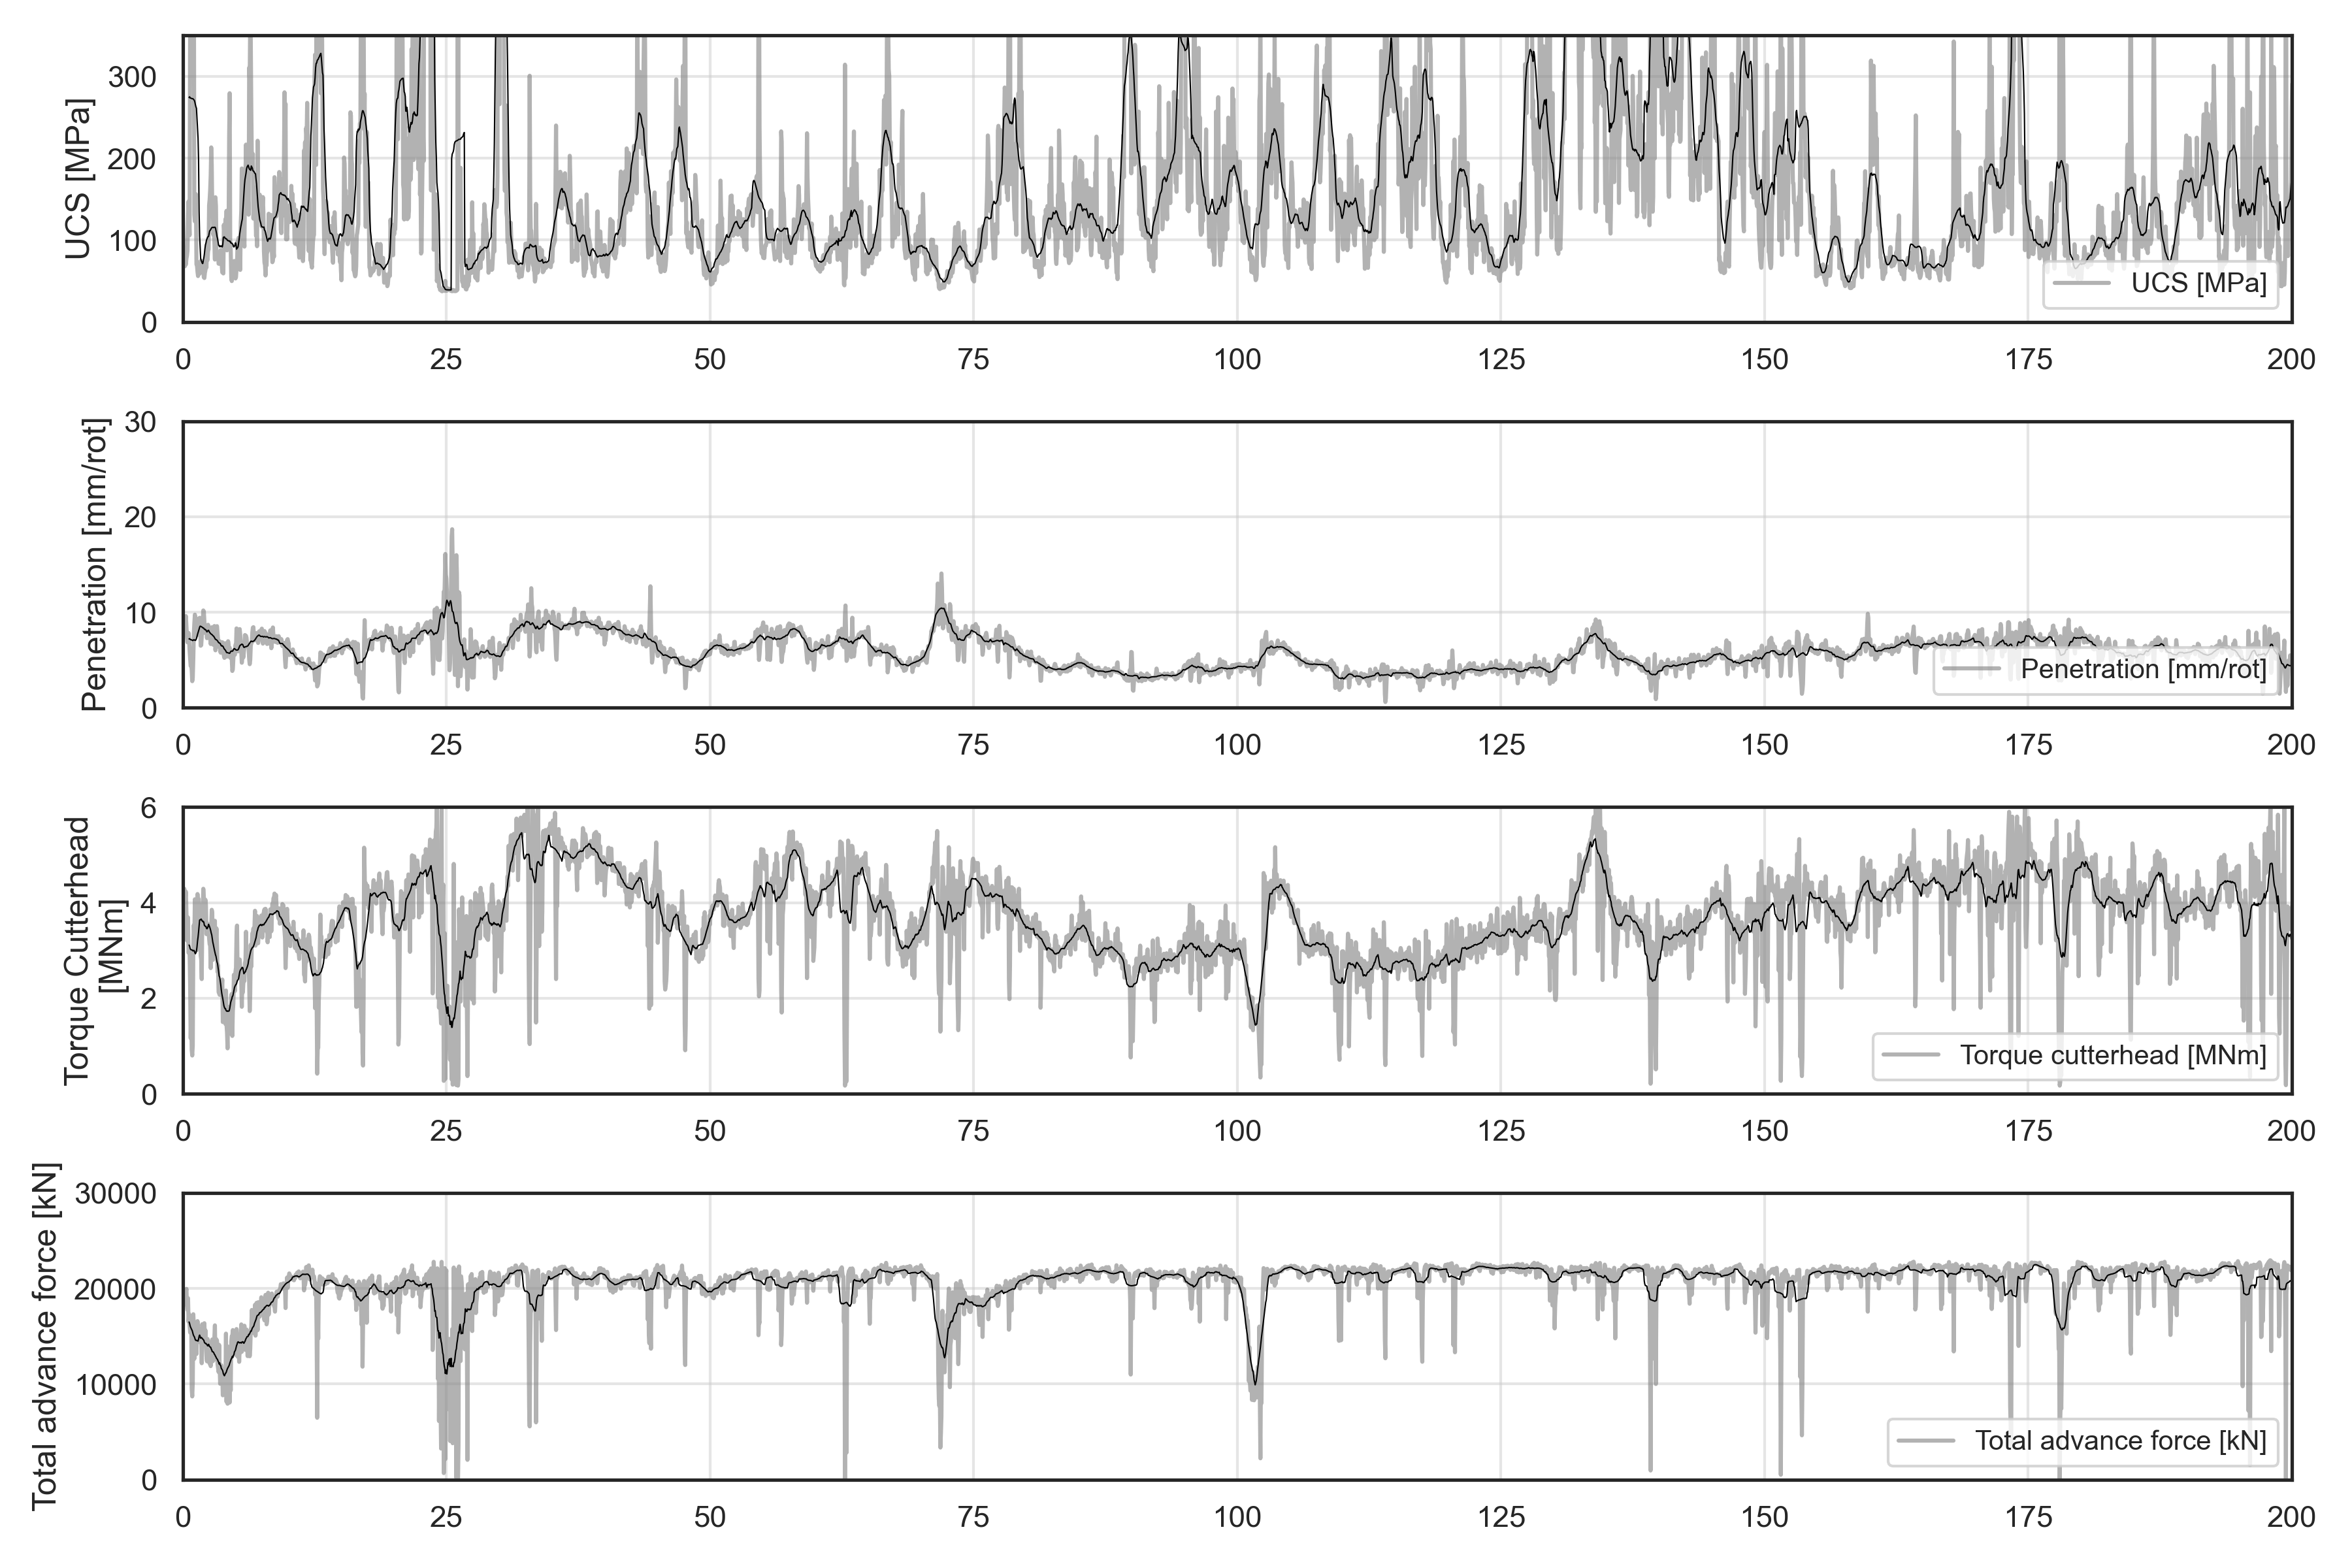 UCS [MPa]
300
200
100
0
UCS [MPa]
0 25 50 75 100 125 150 175 200
Penetration [mm/rot]
30
20
10
0
Penetration [mm/rot]
0 25 50 75 100 125 150 175 200
Torque Cutterhead
[MNm]
6
4
2
0
Torque cutterhead [MNm]
0 25 50 75 100 125 150 175 200
Total advance force [kN]
30000
20000
10000
0
Total advance force [kN]
0 25 50 75 100 125 150 175 200